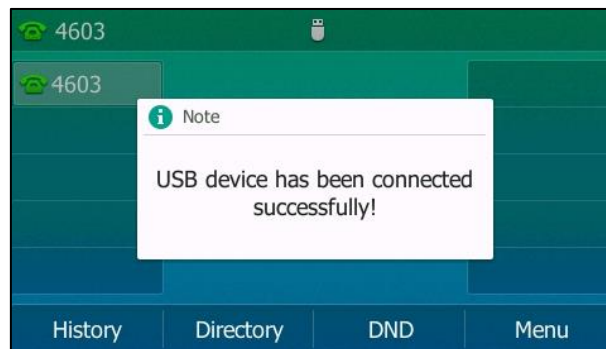 4603
4603
Note
USB device has been connected
successfully!
History Directory DND Menu